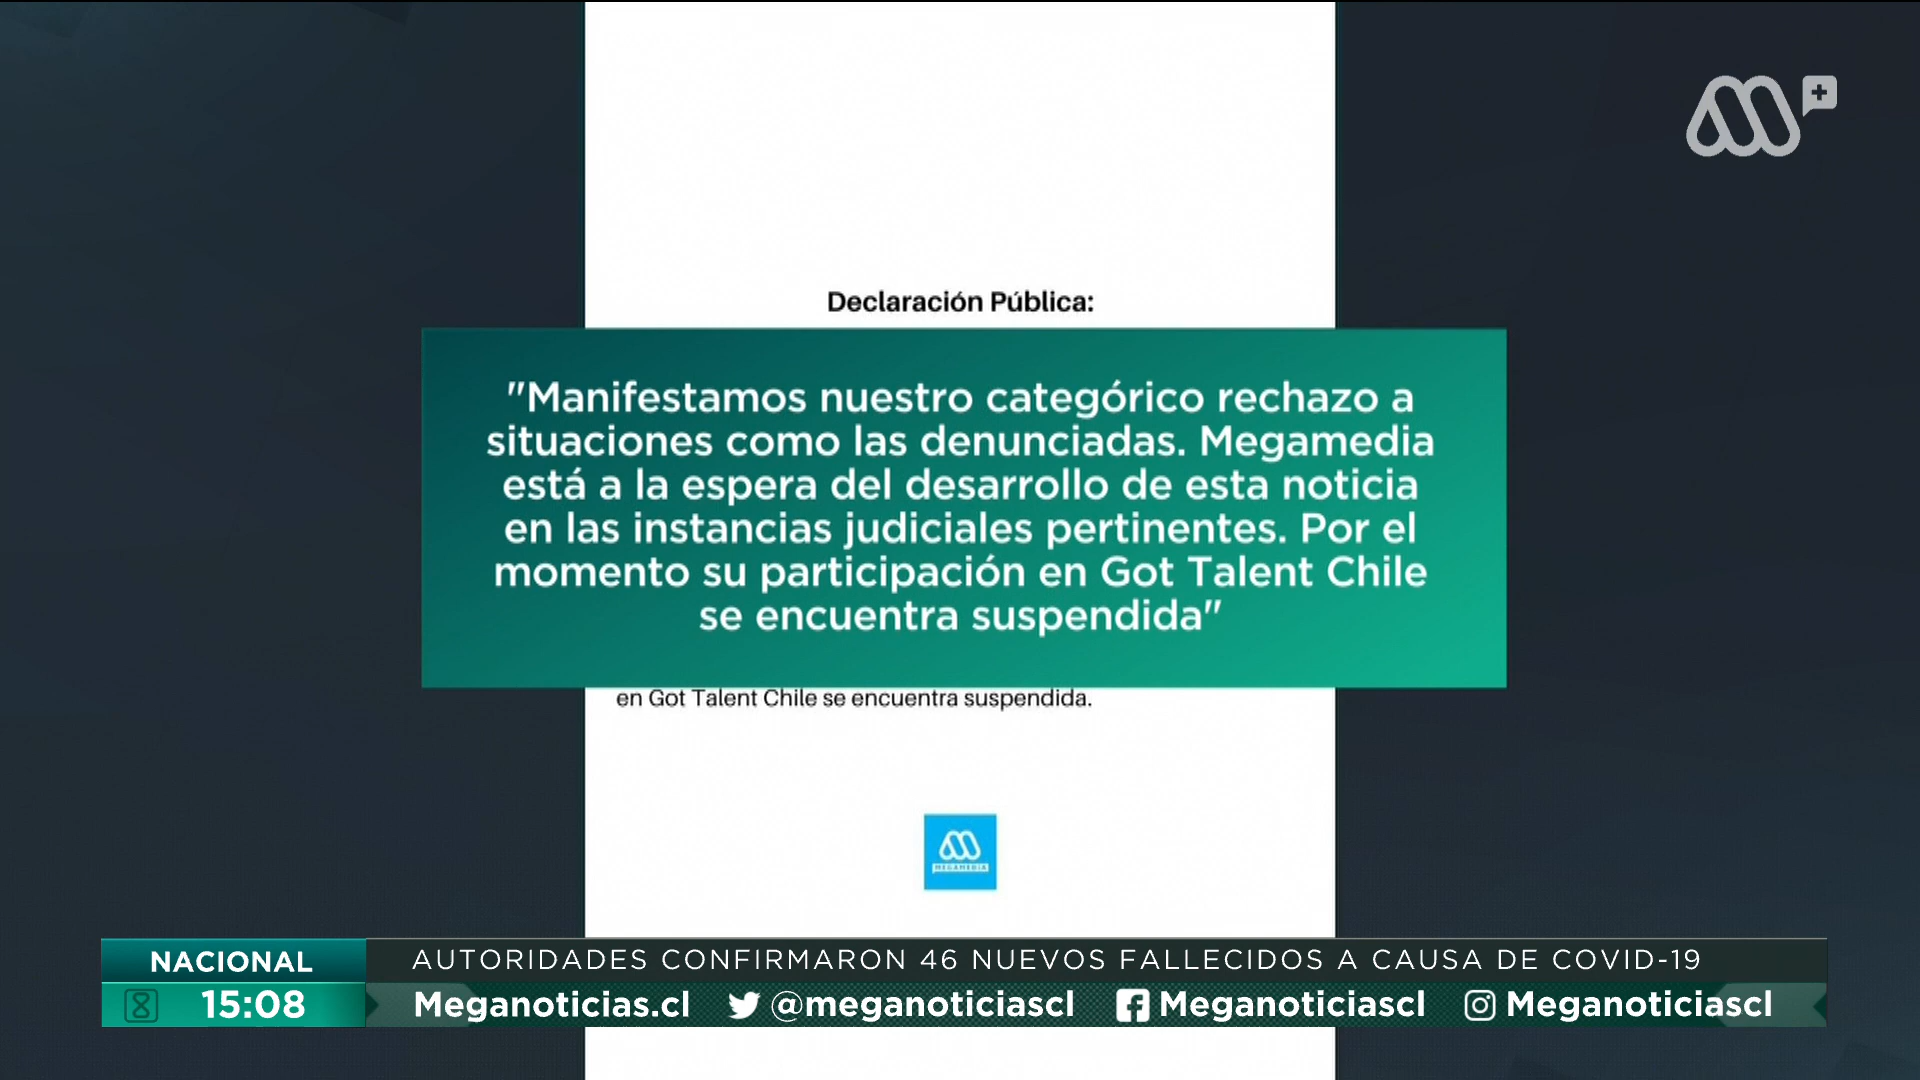 Declaración Pública:
"Manifestamos nuestro categórico rechazo a
situaciones como las denunciadas. Megamedia
está a la espera del desarrollo de esta noticia
en las instancias judiciales pertinentes. Por el
momento su participación en Got Talent Chile
se encuentra suspendida"
en Got Talent Chile se encuentra suspendida.
MEGAMEDIA
NACIONAL
AUTORIDADES CONFIRMARON 46 NUEVOS FALLECIDOS A CAUSA DE COVID-19
15:08
Meganoticias.cl @meganoticiascl Meganoticiascl Meganoticiascl